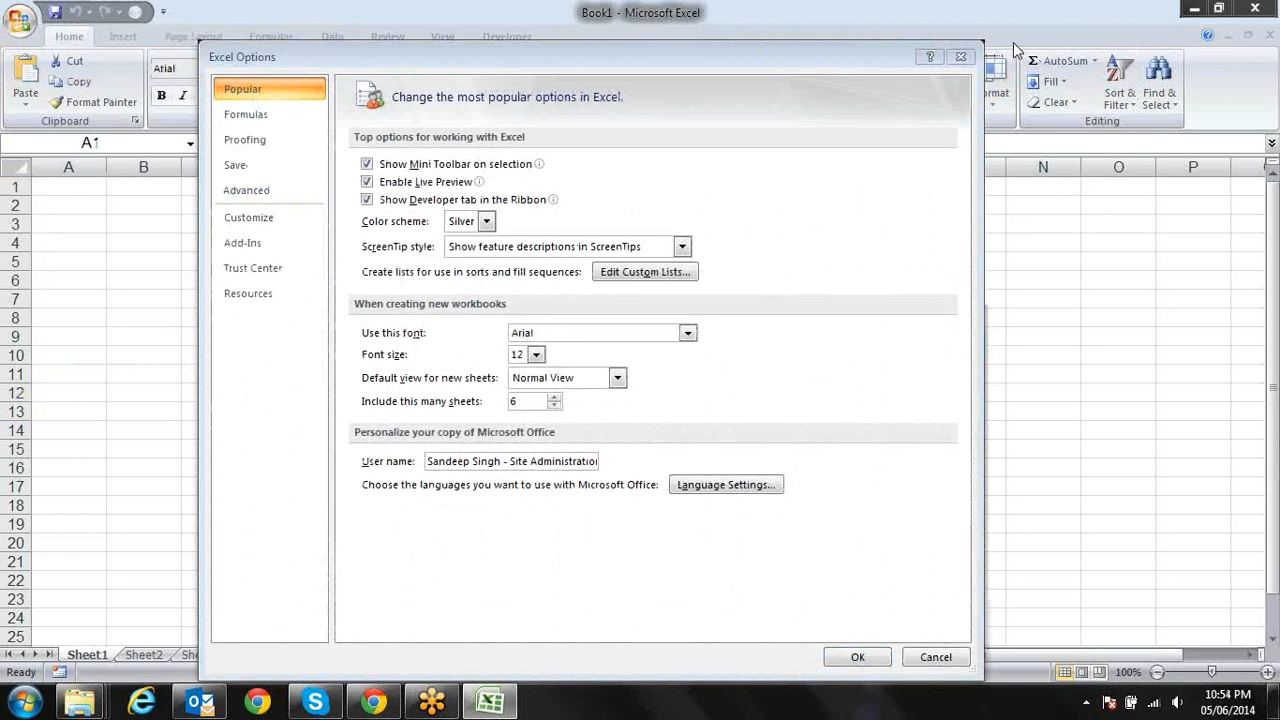 Book1 - Microsoft Excel
Home Insert Page Layout Formulas Data Review View Developer
Cut
Copy
Format Painter
Paste
Clipboard
Arial
B I
AutoSum
Fill
Clear
Sort &
Filter
Find &
Select
Editing
A1
A B N O P
1
2
3
4
5
6
7
8
9
10
11
12
13
14
15
16
17
18
19
20
21
22
23
24
25
Excel Options
Popular
Formulas
Proofing
Save
Advanced
Customize
Add-Ins
Trust Center
Resources
Change the most popular options in Excel.
Top options for working with Excel
Show Mini Toolbar on selection
Enable Live Preview
Show Developer tab in the Ribbon
Color scheme: Silver
ScreenTip style: Show feature descriptions in ScreenTips
Create lists for use in sorts and fill sequences: Edit Custom Lists...
When creating new workbooks
Use this font: Arial
Font size: 12
Default view for new sheets: Normal View
Include this many sheets: 6
Personalize your copy of Microsoft Office
User name: Sandeep Singh - Site Administration
Choose the languages you want to use with Microsoft Office: Language Settings...
OK Cancel
Sheet1 Sheet2
Ready 100%
10:54 PM
05/06/2014